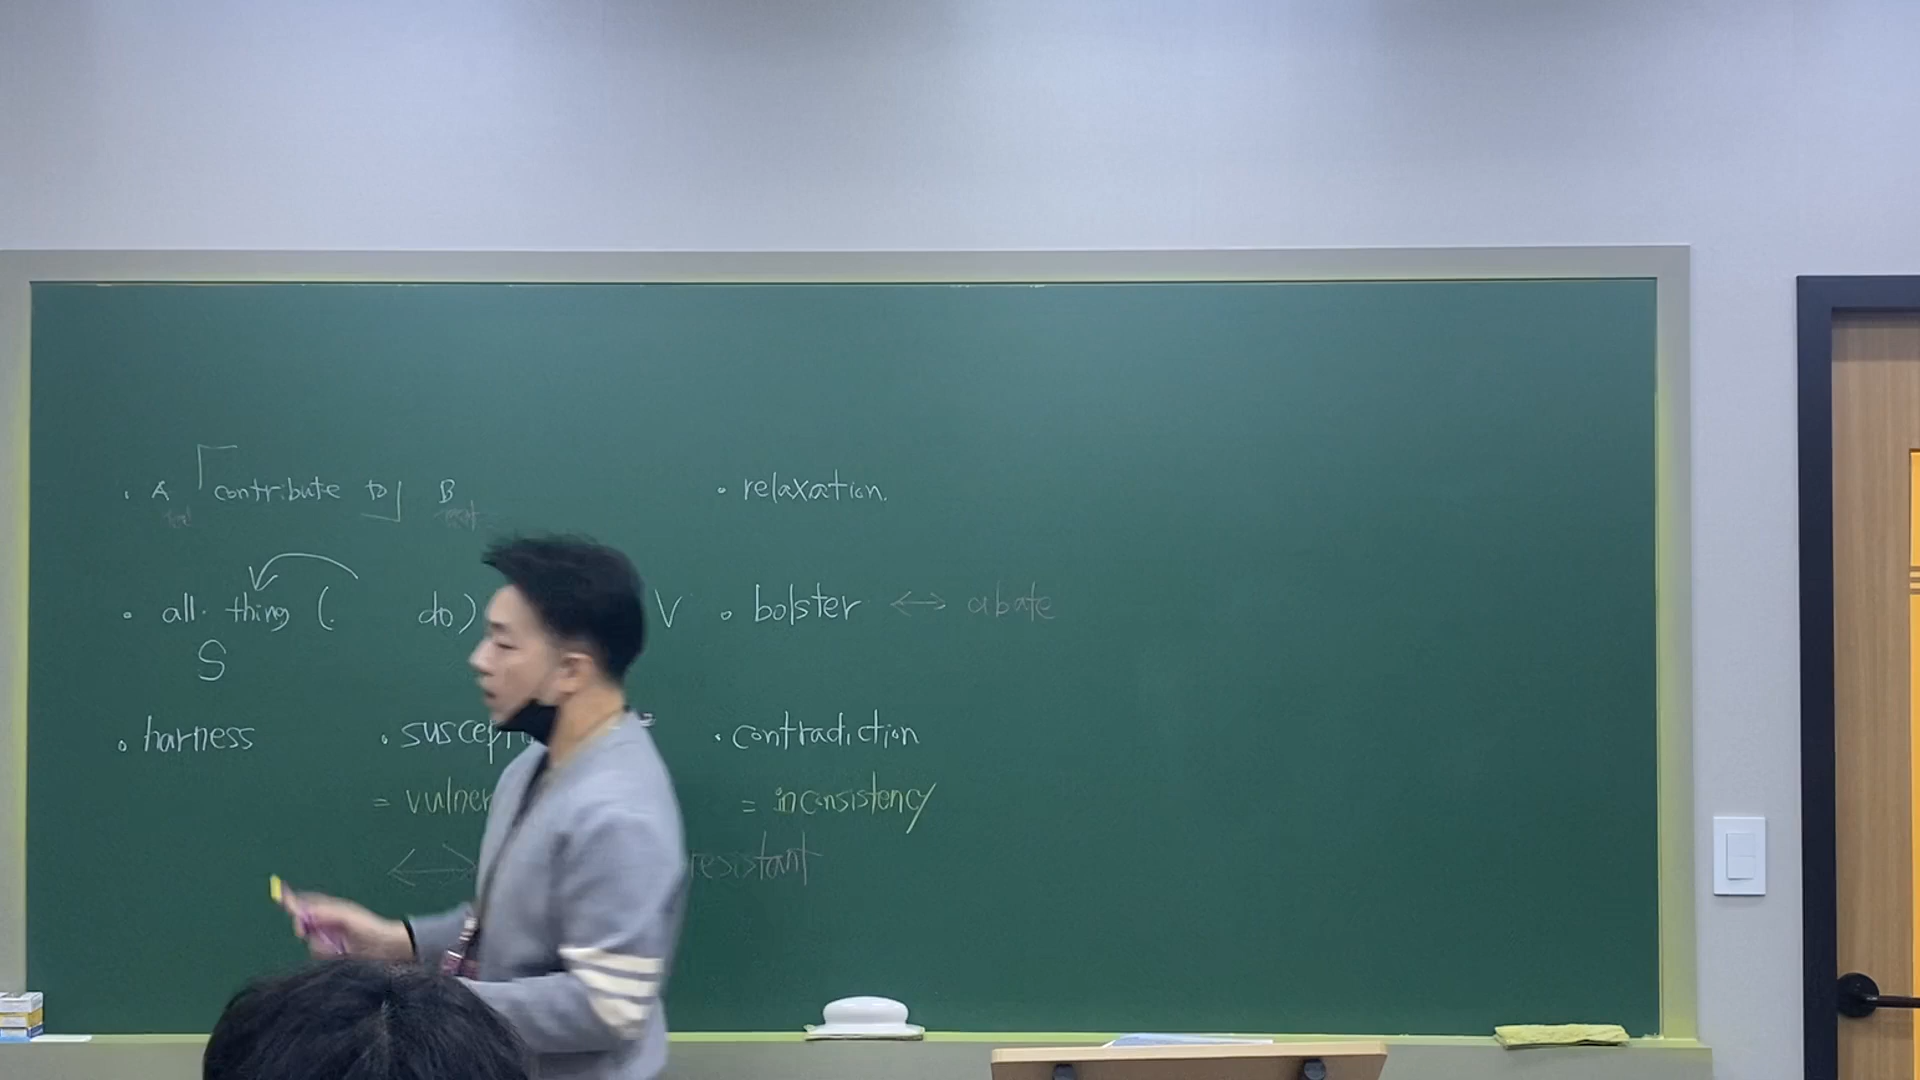 · A 「contribute to」 B
· relaxation.
· all thing ( do) V
S
· bolster ↔ abate
· harness
· suscep
· contradiction
= vulner
= inconsistency
↔ resistant